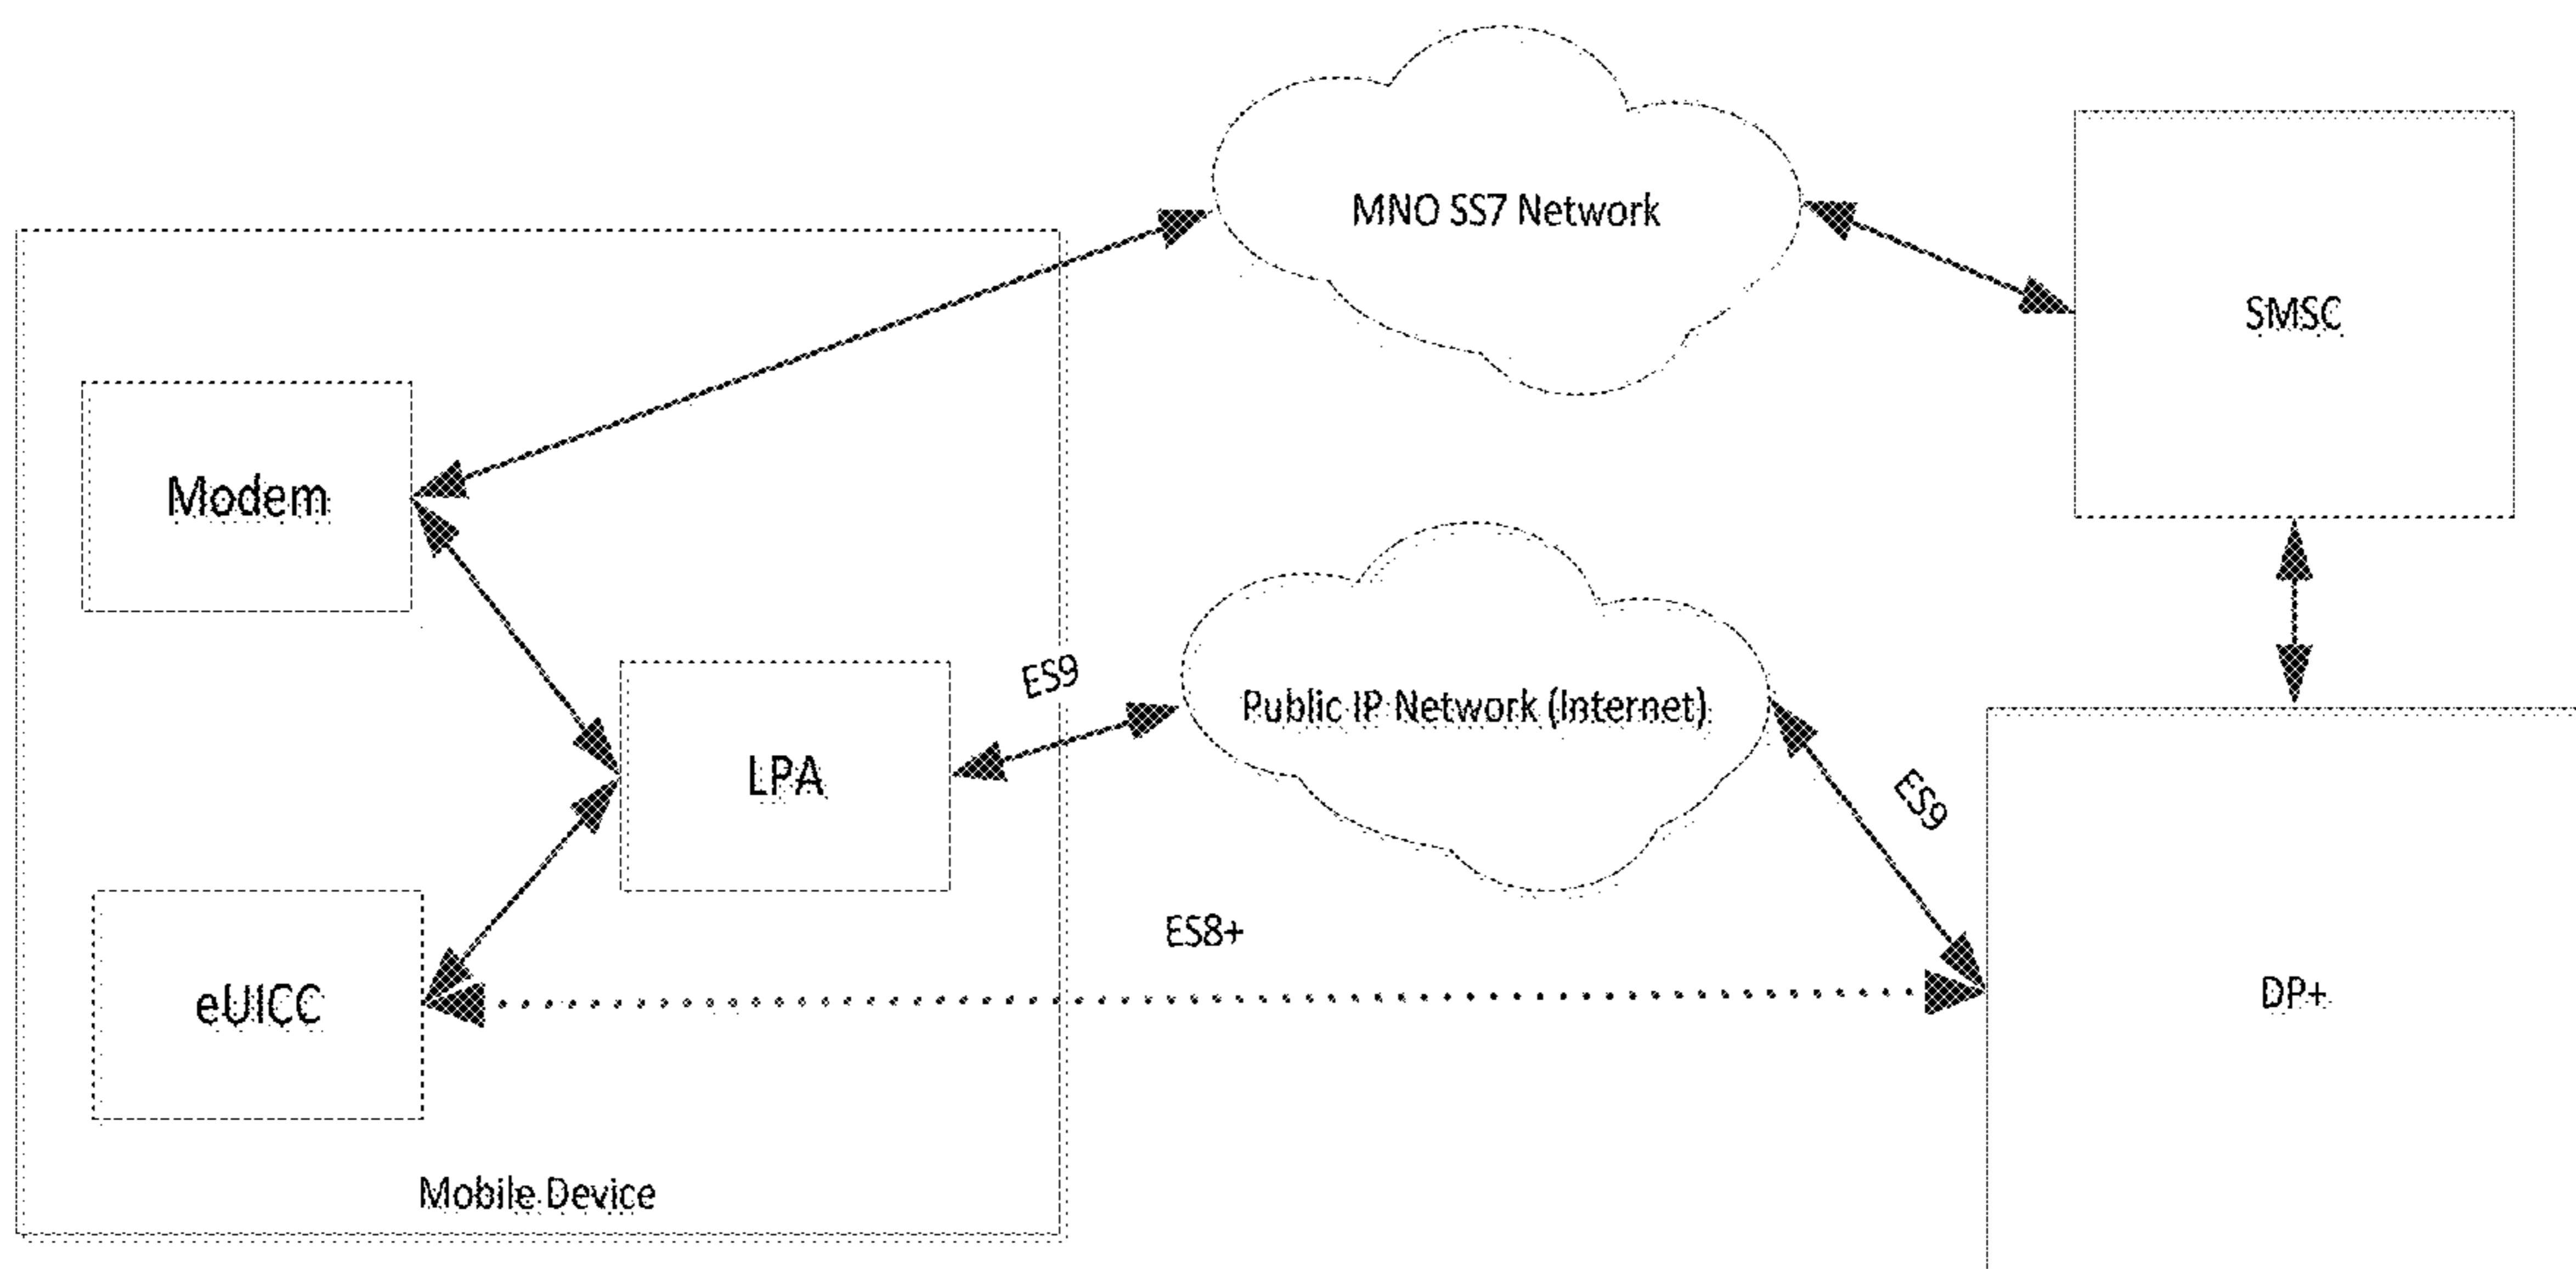 MNO SS7 Network
SMSC
Modem
ES9
Public IP Network (Internet)
LPA
ES9
ES8+
eUICC
DP+
Mobile Device